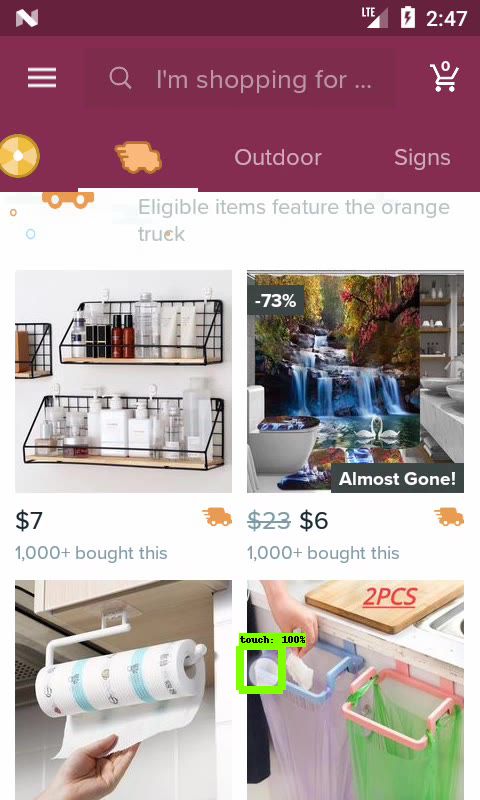 LTE
2:47
I'm shopping for ...
0
Outdoor
Signs
Eligible items feature the orange
truck
-73%
Almost Gone!
$7
$23 $6
1,000+ bought this
1,000+ bought this
2PCS
touch: 100%